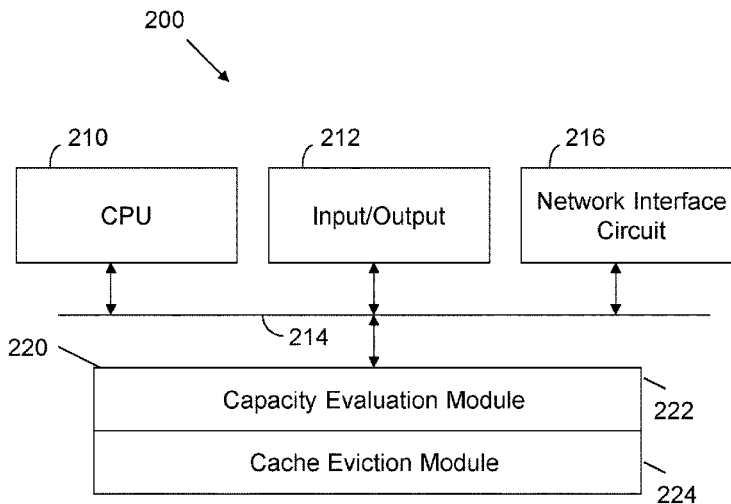 200
210
212
216
CPU
Input/Output
Network Interface
Circuit
214
220
Capacity Evaluation Module
222
Cache Eviction Module
224